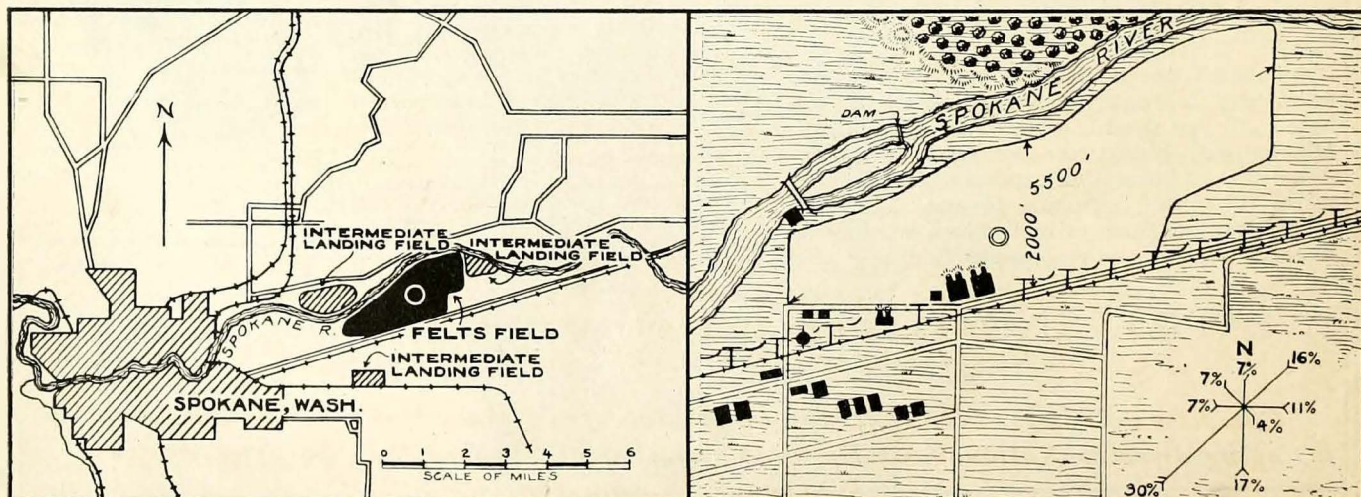 N
INTERMEDIATE
LANDING FIELD
INTERMEDIATE
LANDING FIELD
SPOKANE R.
FELTS FIELD
INTERMEDIATE
LANDING FIELD
SPOKANE, WASH.
0 1 2 3 4 5 6
SCALE OF MILES
SPOKANE RIVER
DAM
5500'
2000'
N
7%
16%
7%
7%
11%
4%
30%
17%